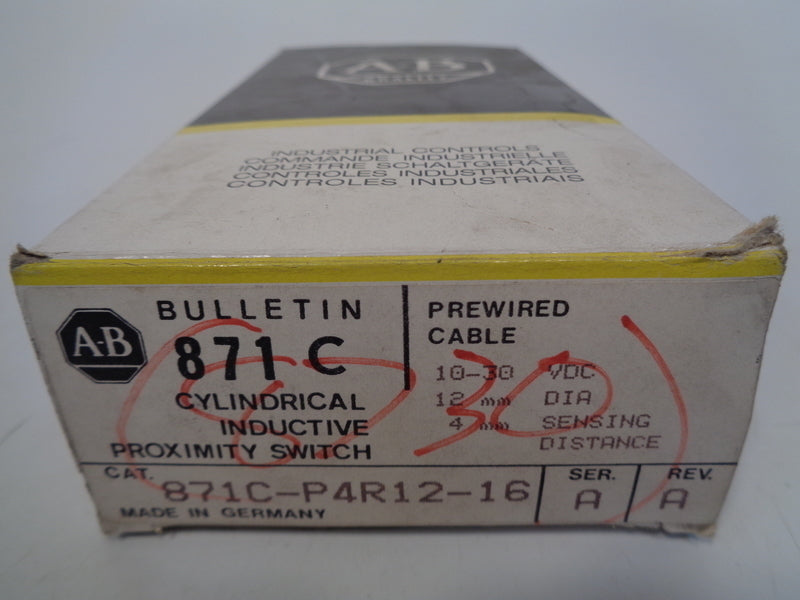 A-B
QUALITY
INDUSTRIAL CONTROLS
COMMANDE INDUSTRIELLE
INDUSTRIE SCHALTGERÄTE
CONTROLES INDUSTRIALES
CONTROLES INDUSTRIAIS
A-B
BULLETIN
871 C
CYLINDRICAL
INDUCTIVE
PROXIMITY SWITCH
PREWIRED
CABLE
10-30 VDC
12 mm DIA
4 mm SENSING
DISTANCE
30
CAT.
871C-P4R12-16
MADE IN GERMANY
SER.
A
REV.
A